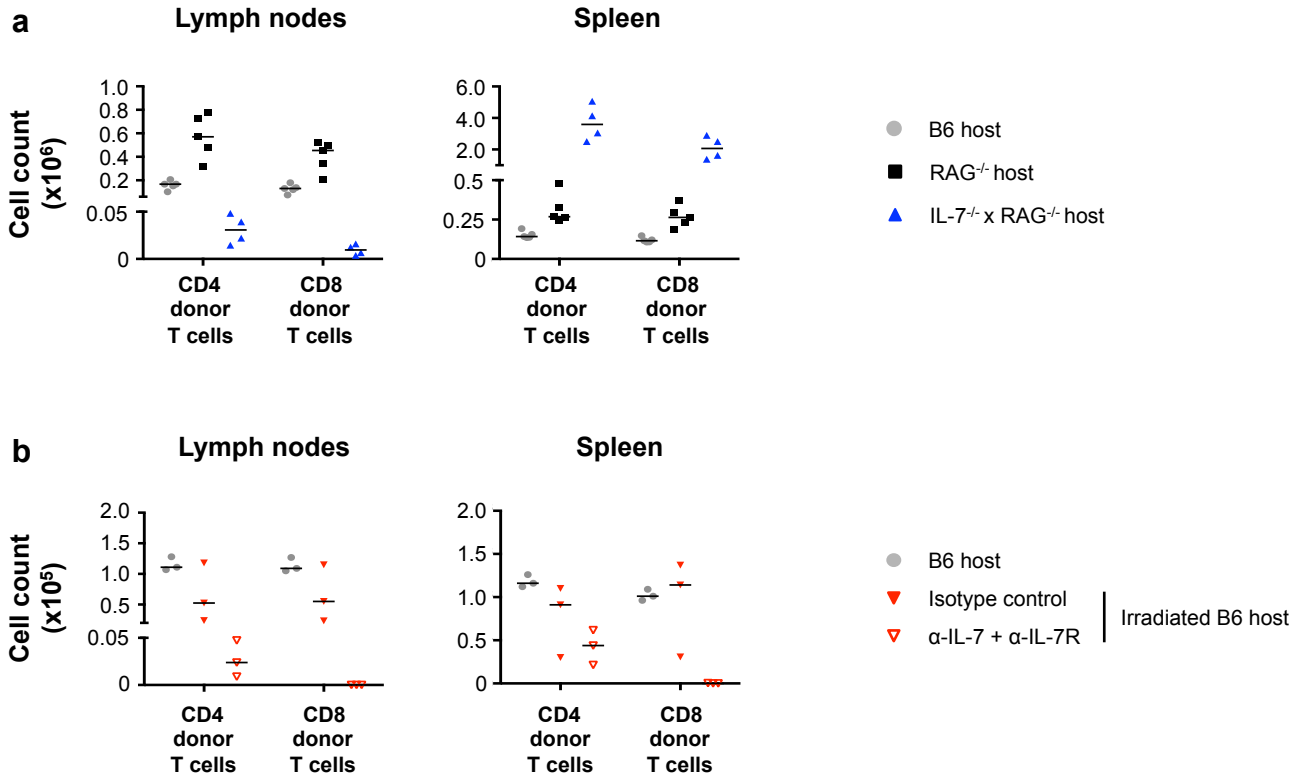 a
Lymph nodes
Spleen
Cell count
(x10⁶)
1.0
0.8
0.6
0.4
0.2
0.05
0
CD4
donor
T cells
CD8
donor
T cells
6.0
4.0
2.0
0.5
0.25
0
CD4
donor
T cells
CD8
donor
T cells
B6 host
RAG⁻/⁻ host
IL-7⁻/⁻ x RAG⁻/⁻ host
b
Lymph nodes
Spleen
Cell count
(x10⁵)
2.0
1.5
1.0
0.5
0.05
0
CD4
donor
T cells
CD8
donor
T cells
2.0
1.5
1.0
0.5
0
CD4
donor
T cells
CD8
donor
T cells
B6 host
Isotype control
α-IL-7 + α-IL-7R
Irradiated B6 host